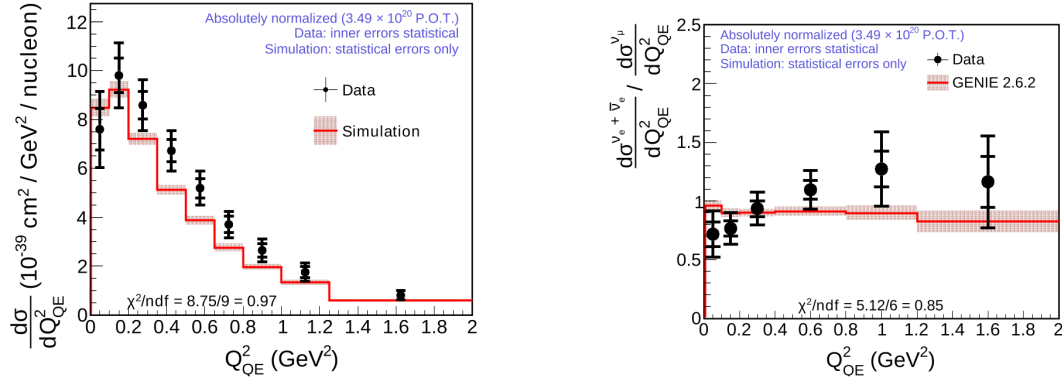 Absolutely normalized (3.49 × 10²⁰ P.O.T.)
Data: inner errors statistical
Simulation: statistical errors only
Data
Simulation
χ²/ndf = 8.75/9 = 0.97
dσ/dQ²_QE (10⁻³⁹ cm² / GeV² / nucleon)
12
10
8
6
4
2
0
0 0.2 0.4 0.6 0.8 1 1.2 1.4 1.6 1.8 2
Q²_QE (GeV²)
Absolutely normalized (3.49 × 10²⁰ P.O.T.)
Data: inner errors statistical
Simulation: statistical errors only
Data
GENIE 2.6.2
χ²/ndf = 5.12/6 = 0.85
dσ^(ν_e + ν̄_e)/dQ²_QE / dσ^(ν_μ)/dQ²_QE
2.5
2
1.5
1
0.5
0
0 0.2 0.4 0.6 0.8 1 1.2 1.4 1.6 1.8 2
Q²_QE (GeV²)